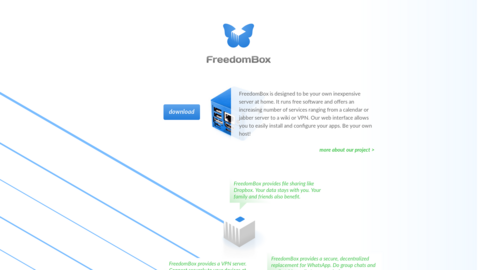 FreedomBox
download
FreedomBox is designed to be your own inexpensive
server at home. It runs free software and offers an
increasing number of services ranging from a calendar or
jabber server to a wiki or VPN. Our web interface allows
you to easily install and configure your apps. Be your own
host!
more about our project >
FreedomBox provides file sharing like
Dropbox. Your data stays with you. Your
family and friends also benefit.
FreedomBox provides a VPN server.
FreedomBox provides a secure, decentralized
replacement for WhatsApp. Do group chats and